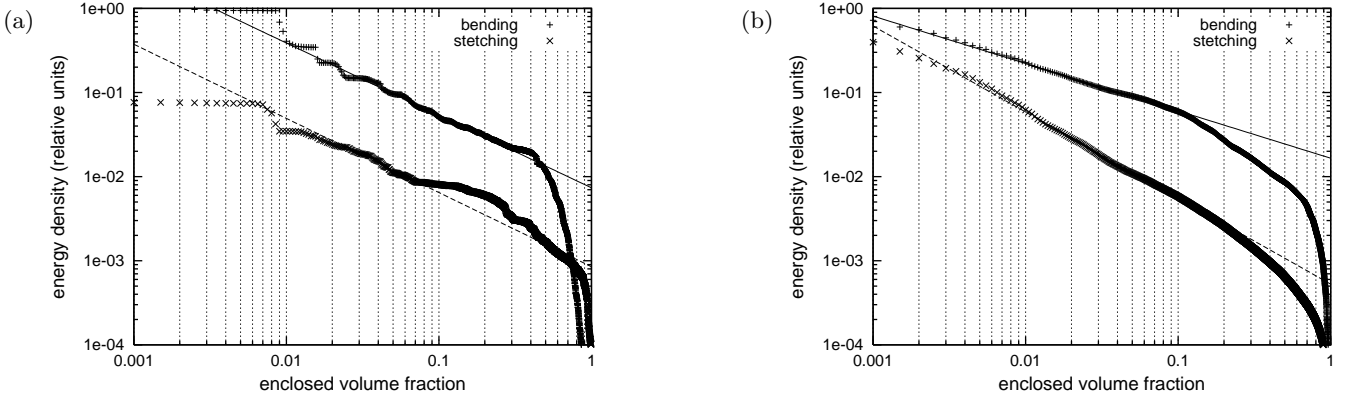 (a)
energy density (relative units)
1e+00
1e-01
1e-02
1e-03
1e-04
0.001
0.01
0.1
1
enclosed volume fraction
bending
stetching
(b)
energy density (relative units)
1e+00
1e-01
1e-02
1e-03
1e-04
0.001
0.01
0.1
1
enclosed volume fraction
bending
stetching